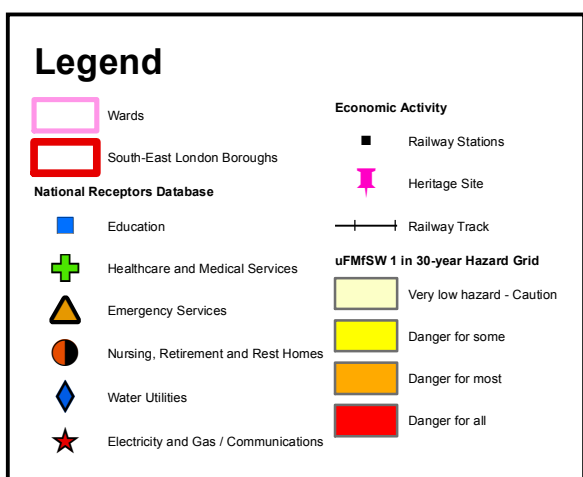 Legend
Wards
South-East London Boroughs
National Receptors Database
Education
Healthcare and Medical Services
Emergency Services
Nursing, Retirement and Rest Homes
Water Utilities
Electricity and Gas / Communications
Economic Activity
Railway Stations
Heritage Site
Railway Track
uFMfSW 1 in 30-year Hazard Grid
Very low hazard - Caution
Danger for some
Danger for most
Danger for all